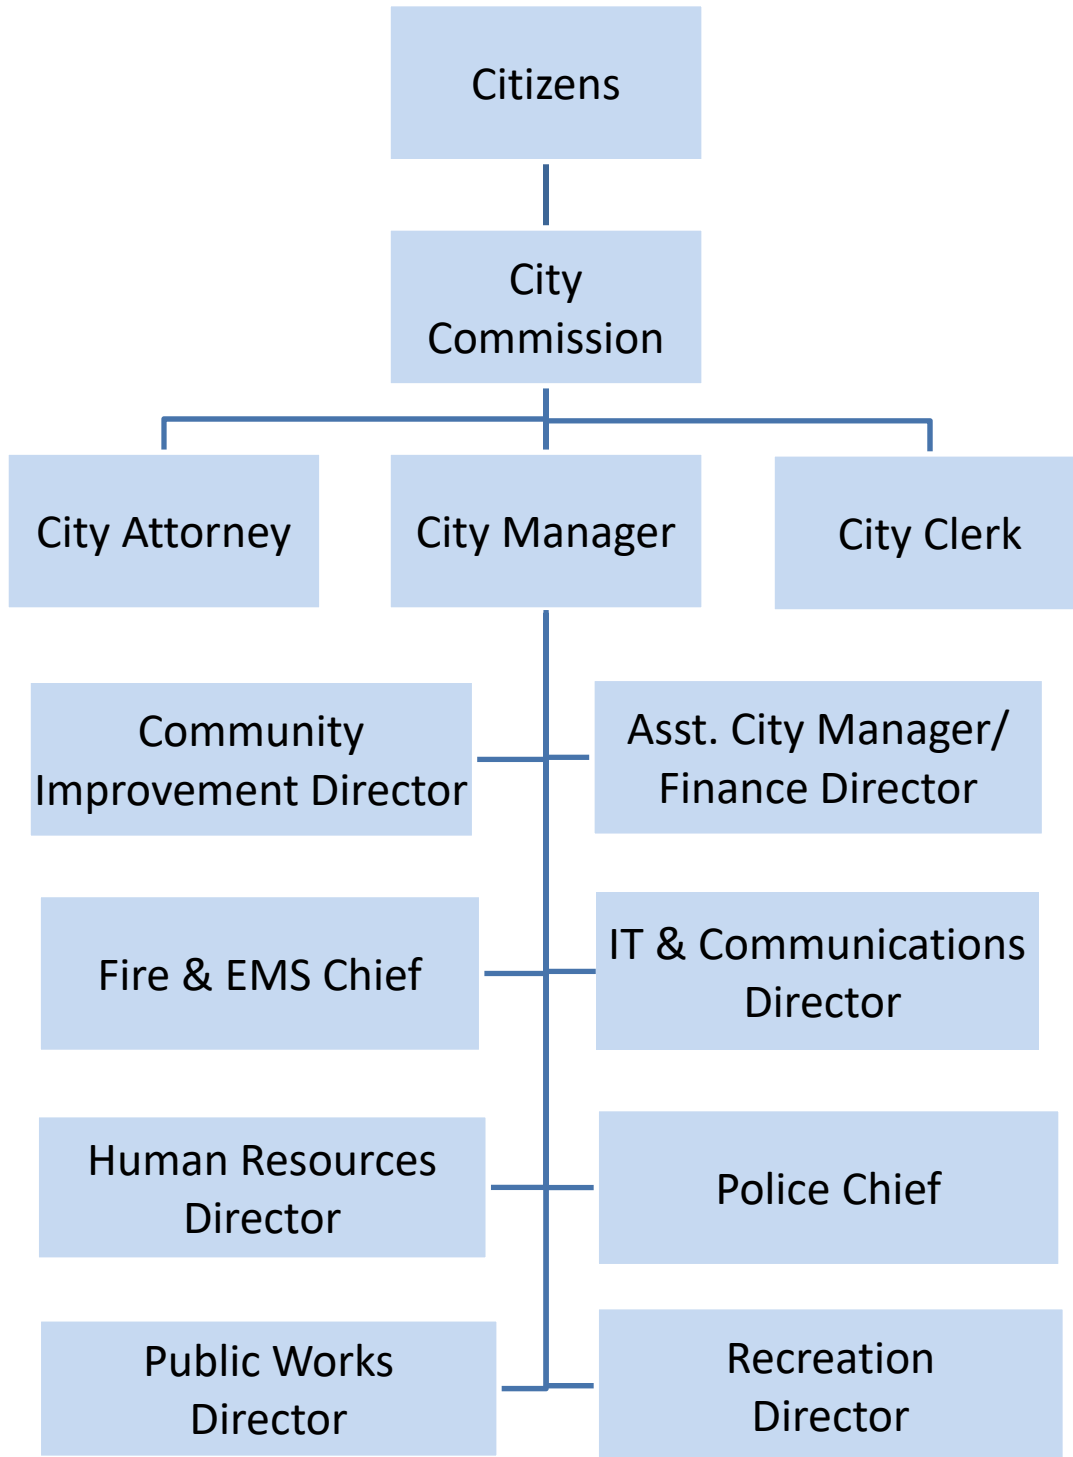 Citizens
City
Commission
City Attorney
City Manager
City Clerk
Community
Improvement Director
Asst. City Manager/
Finance Director
Fire & EMS Chief
IT & Communications
Director
Human Resources
Director
Police Chief
Public Works
Director
Recreation
Director